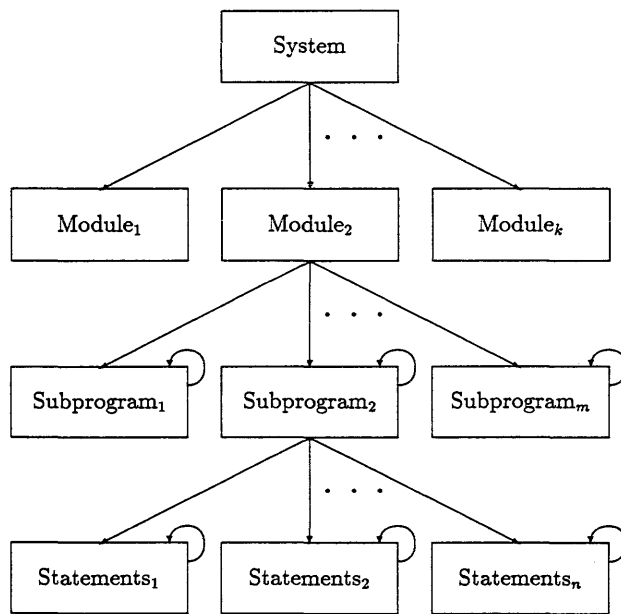 System
. . .
Module₁ Module₂ Moduleₖ
. . .
Subprogram₁ Subprogram₂ Subprogramₘ
. . .
Statements₁ Statements₂ Statementsₙ